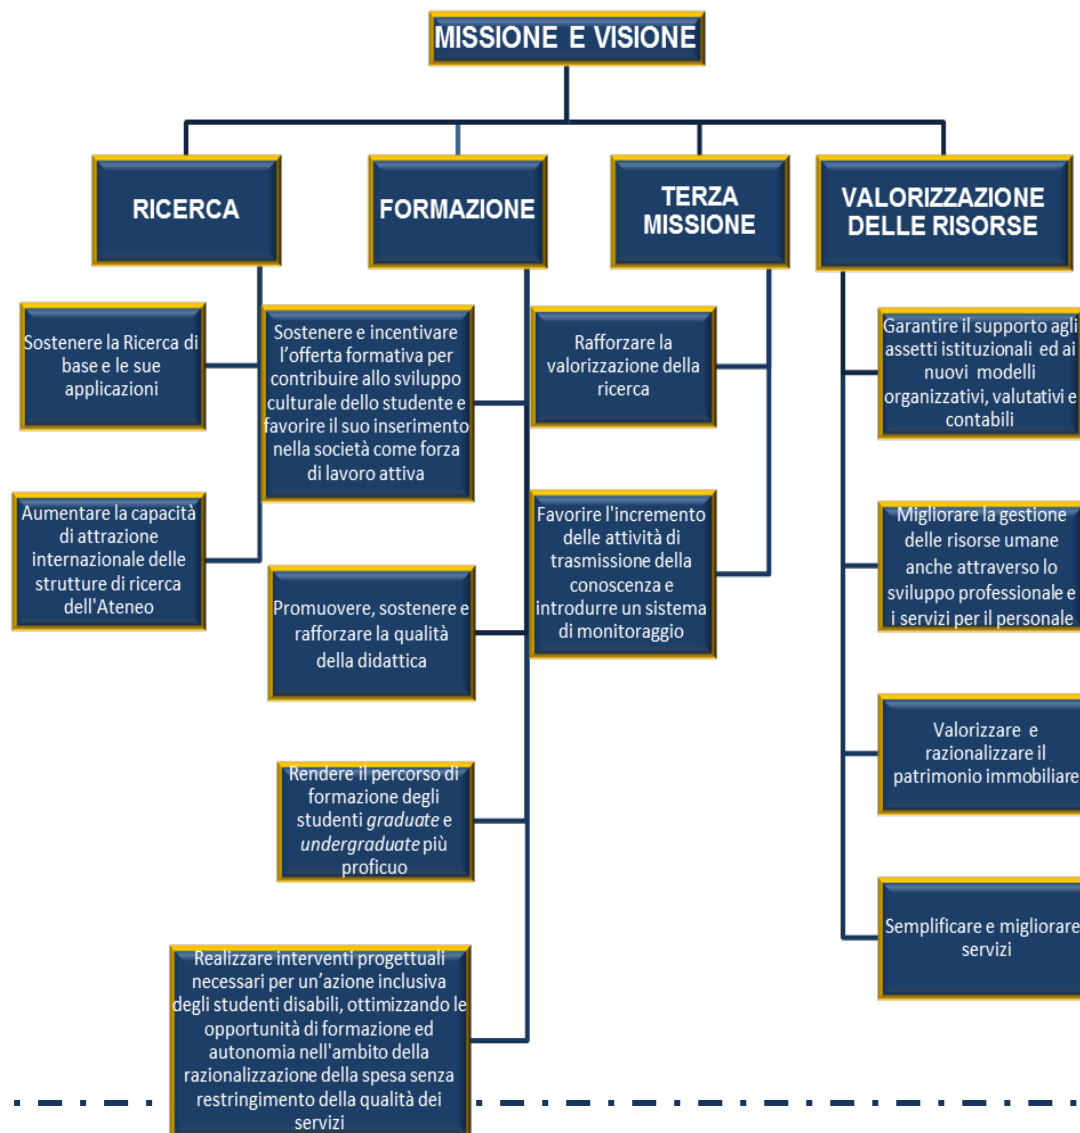 MISSIONE E VISIONE
RICERCA
FORMAZIONE
TERZA
MISSIONE
VALORIZZAZIONE
DELLE RISORSE
Sostenere la Ricerca di
base e le sue
applicazioni
Aumentare la capacità
di attrazione
internazionale delle
strutture di ricerca
dell'Ateneo
Sostenere e incentivare
l’offerta formativa per
contribuire allo sviluppo
culturale dello studente e
favorire il suo inserimento
nella società come forza
di lavoro attiva
Promuovere, sostenere e
rafforzare la qualità
della didattica
Rendere il percorso di
formazione degli
studenti graduate e
undergraduate più
proficuo
Realizzare interventi progettuali
necessari per un’azione inclusiva
degli studenti disabili, ottimizzando le
opportunità di formazione ed
autonomia nell'ambito della
razionalizzazione della spesa senza
restringimento della qualità dei
servizi
Rafforzare la
valorizzazione della
ricerca
Favorire l'incremento
delle attività di
trasmissione della
conoscenza e
introdurre un sistema
di monitoraggio
Garantire il supporto agli
assetti istituzionali ed ai
nuovi modelli
organizzativi, valutativi e
contabili
Migliorare la gestione
delle risorse umane
anche attraverso lo
sviluppo professionale e
i servizi per il personale
Valorizzare e
razionalizzare il
patrimonio immobiliare
Semplificare e migliorare
servizi